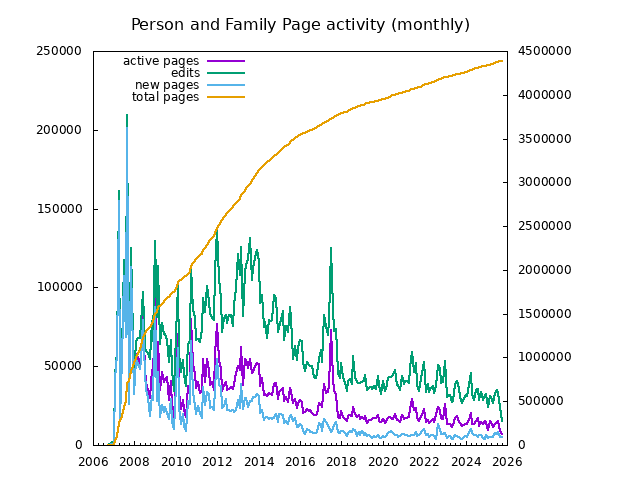 Person and Family Page activity (monthly)
active pages
edits
new pages
total pages
250000
200000
150000
100000
50000
0
4500000
4000000
3500000
3000000
2500000
2000000
1500000
1000000
500000
0
2006 2008 2010 2012 2014 2016 2018 2020 2022 2024 2026